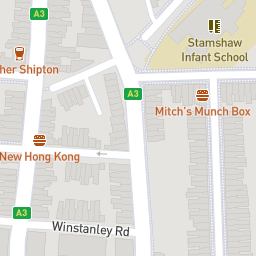 A3
Stamshaw
Infant School
her Shipton
A3
Mitch's Munch Box
New Hong Kong
A3
Winstanley Rd